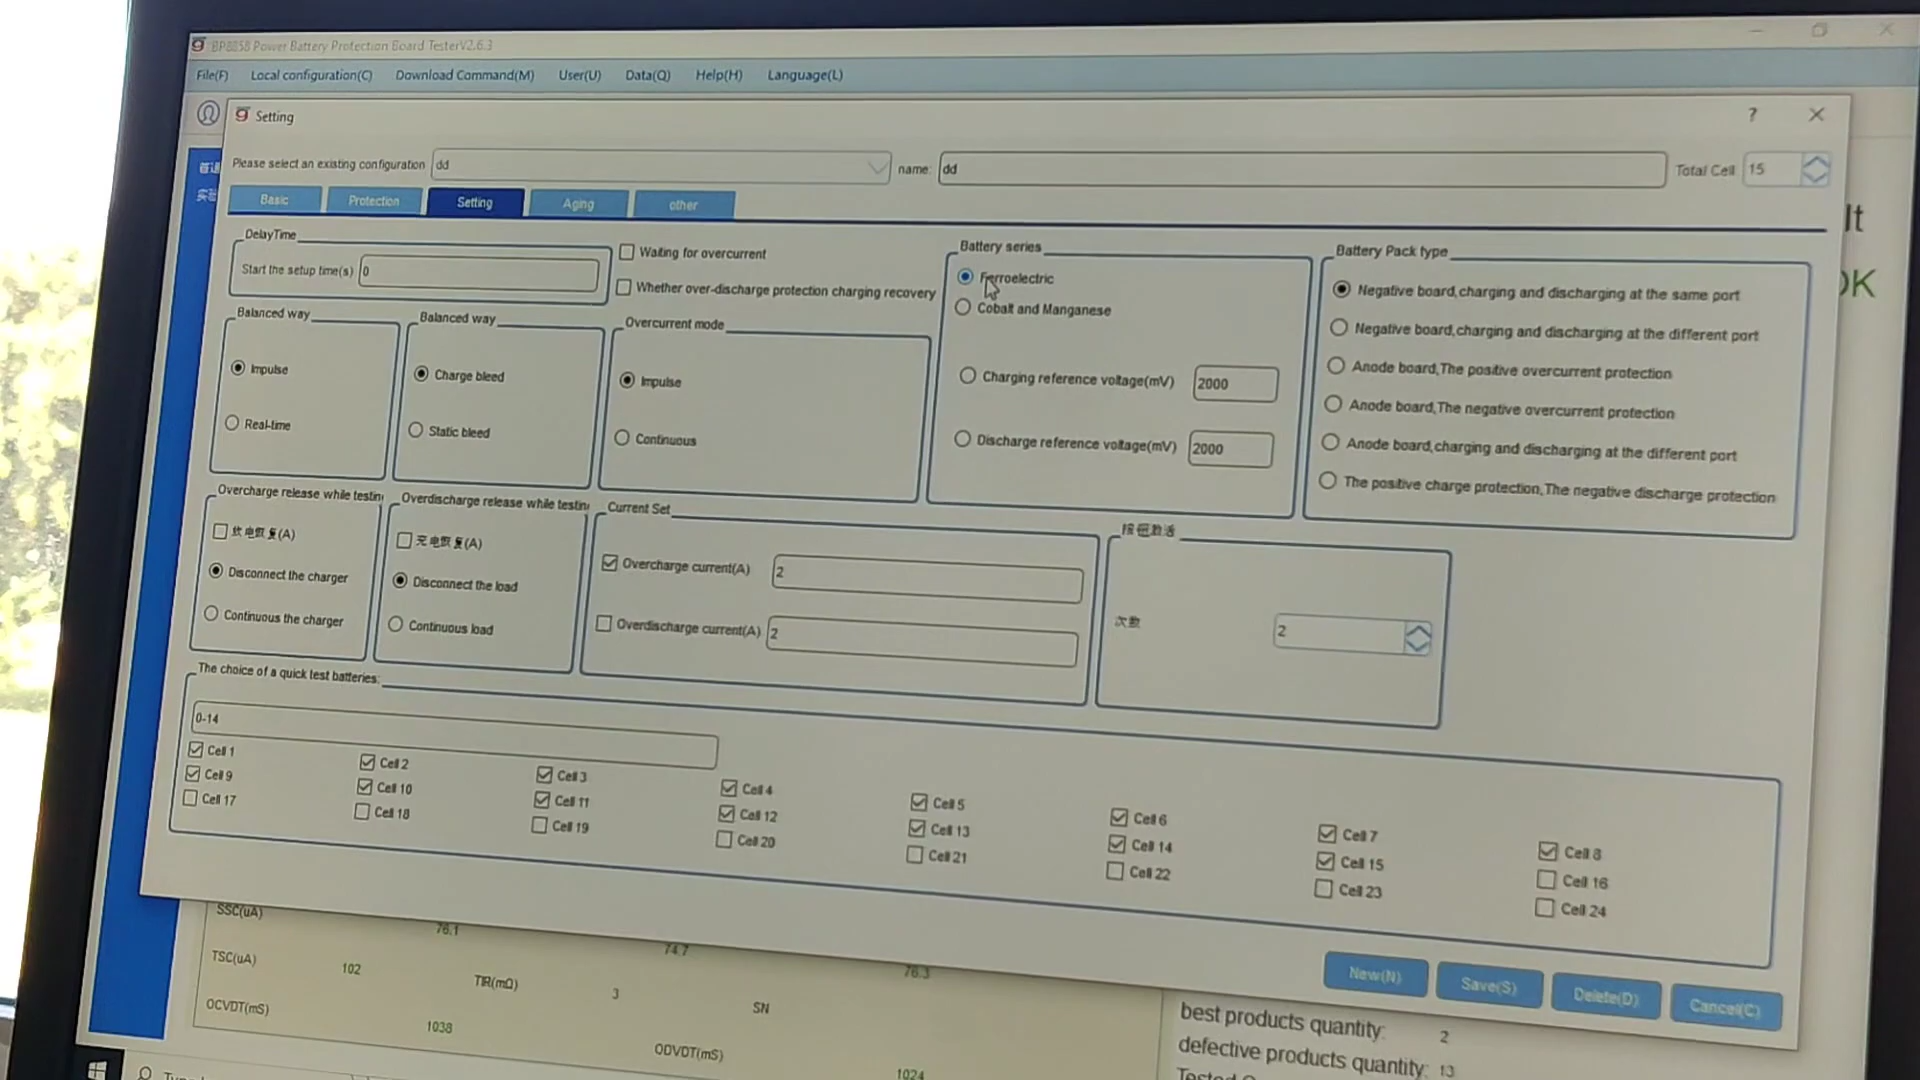 BP8858 Power Battery Protection Board TesterV2.6.3
File(F) Local configuration(C) Download Command(M) User(U) Data(Q) Help(H) Language(L)
Setting ?
Please select an existing configuration dd name: dd Total Cell 15
Basic Protection Setting Aging other
DelayTime
Start the setup time(s) 0
Waiting for overcurrent
Whether over-discharge protection charging recovery
Battery series
Ferroelectric
Cobalt and Manganese
Charging reference voltage(mV) 2000
Discharge reference voltage(mV) 2000
Battery Pack type
Negative board,charging and discharging at the same port
Negative board,charging and discharging at the different port
Anode board,The positive overcurrent protection
Anode board,The negative overcurrent protection
Anode board,charging and discharging at the different port
The positive charge protection,The negative discharge protection
Balanced way
Impulse
Real-time
Balanced way
Charge bleed
Static bleed
Overcurrent mode
Impulse
Continuous
Overcharge release while testin
(A)
Disconnect the charger
Continuous the charger
Overdischarge release while testin
充电恢复(A)
Disconnect the load
Continuous load
Current Set
Overcharge current(A) 2
Overdischarge current(A) 2
按钮激活
次数 2
The choice of a quick test batteries:
0-14
Cell 1 Cell 2 Cell 3 Cell 4 Cell 5 Cell 6 Cell 7 Cell 8
Cell 9 Cell 10 Cell 11 Cell 12 Cell 13 Cell 14 Cell 15 Cell 16
Cell 17 Cell 18 Cell 19 Cell 20 Cell 21 Cell 22 Cell 23 Cell 24
New(N) Save(S) Delete(D) Cancel(C)
SSC(uA) 76.1 74.7 76.3
TSC(uA) 102 TIR(mΩ) 3 SN
OCVDT(mS) 1038 ODVDT(mS) 1024
best products quantity: 2
defective products quantity: 13